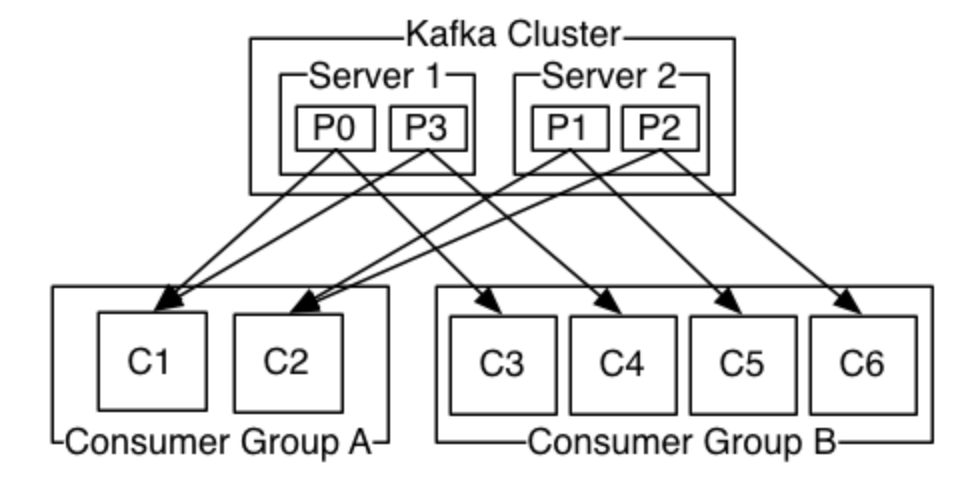 Kafka Cluster
Server 1
Server 2
P0
P3
P1
P2
C1
C2
C3
C4
C5
C6
Consumer Group A
Consumer Group B